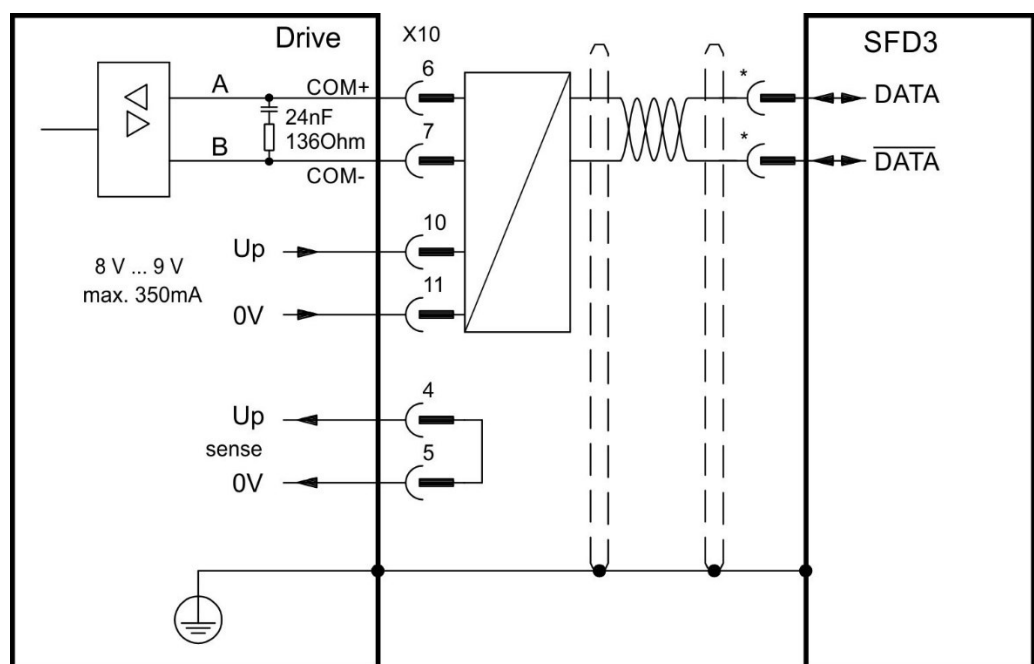 Drive
X10
SFD3
6
A
COM+
*
DATA
24nF
136Ohm
7
*
B
COM-
DATA
10
Up
8 V ... 9 V
max. 350mA
11
0V
4
Up
sense
5
0V